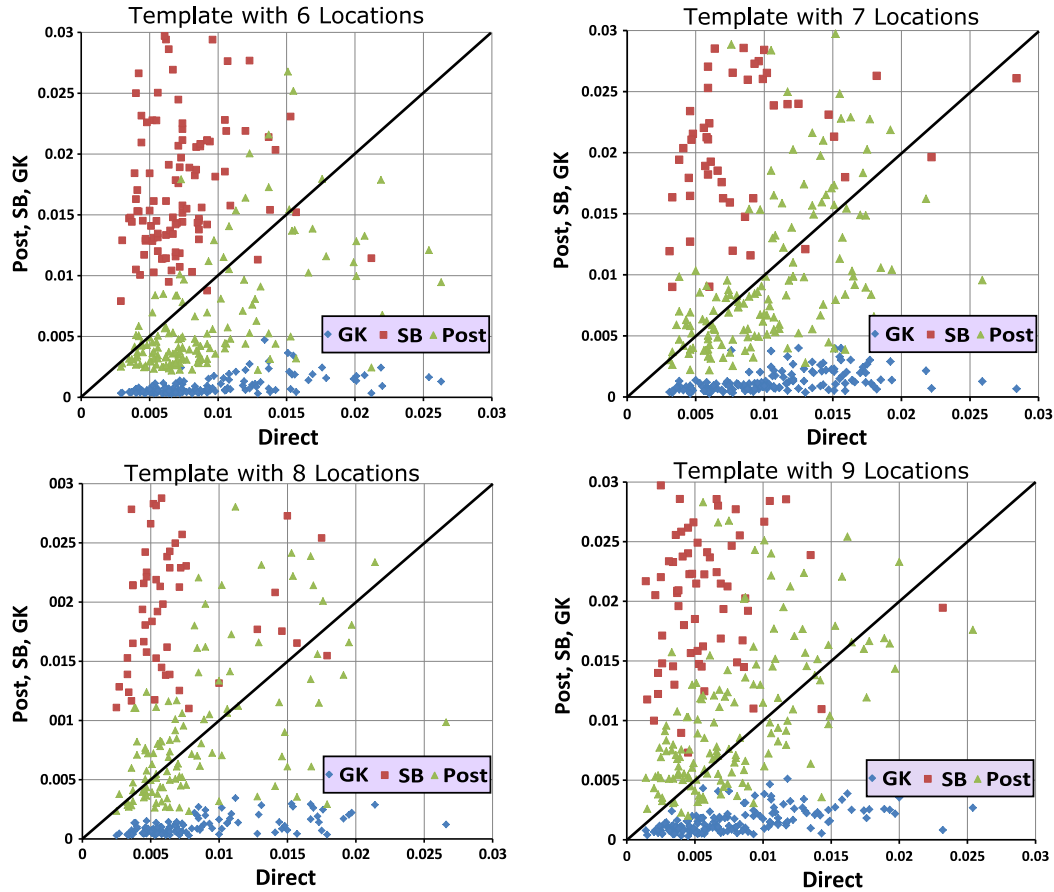 Template with 6 Locations
0.03
0.025
0.02
0.015
0.01
0.005
0
Post, SB, GK
GK SB Post
0 0.005 0.01 0.015 0.02 0.025 0.03
Direct
Template with 7 Locations
0.03
0.025
0.02
0.015
0.01
0.005
0
Post, SB, GK
GK SB Post
0 0.005 0.01 0.015 0.02 0.025 0.03
Direct
Template with 8 Locations
003
0.025
002
0.015
001
0.005
0
Post, SB, GK
GK SB Post
0 0.005 0.01 0.015 0.02 0.025 0.03
Direct
Template with 9 Locations
0.03
0.025
0.02
0.015
0.01
0.005
0
Post, SB, GK
GK SB Post
0 0.005 0.01 0.015 0.02 0.025 0.03
Direct